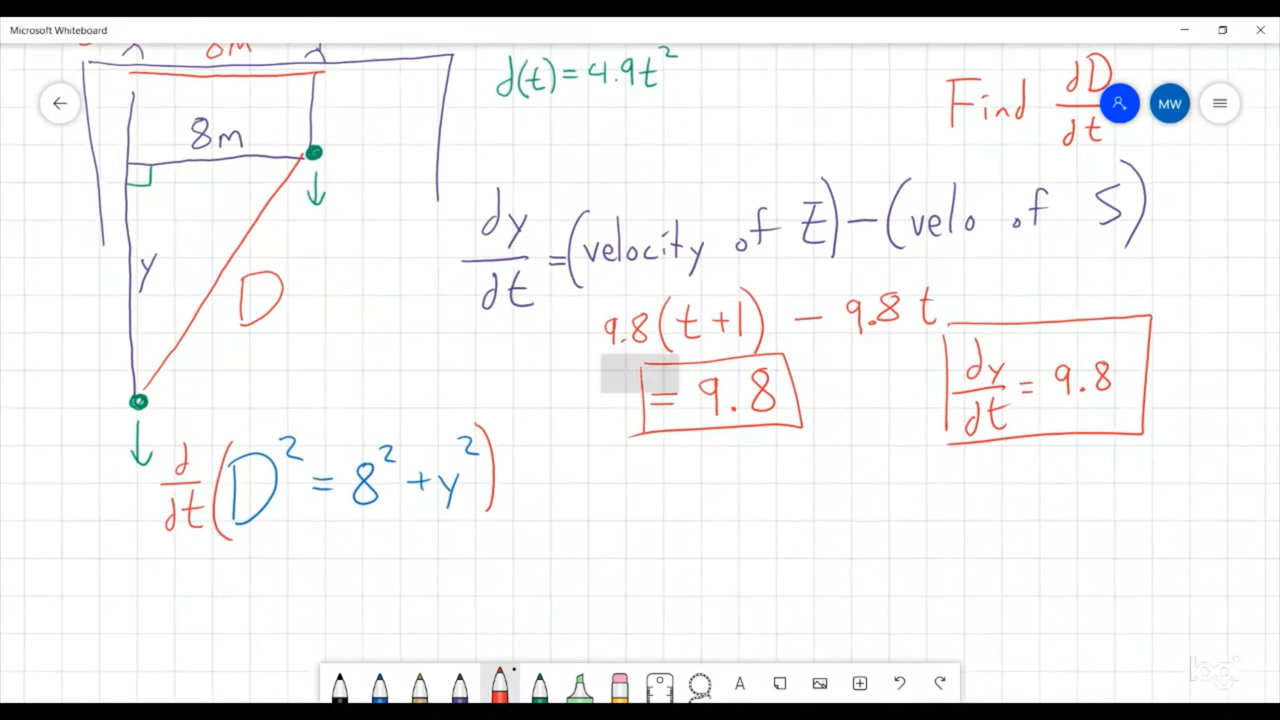 Microsoft Whiteboard
8m
d(t) = 4.9t²
Find dD/dt
MW
8m
dy/dt = (velocity of E) - (velo of S)
y
D
9.8(t+1) - 9.8t
= 9.8
dy/dt = 9.8
d/dt (D² = 8² + y²)
A